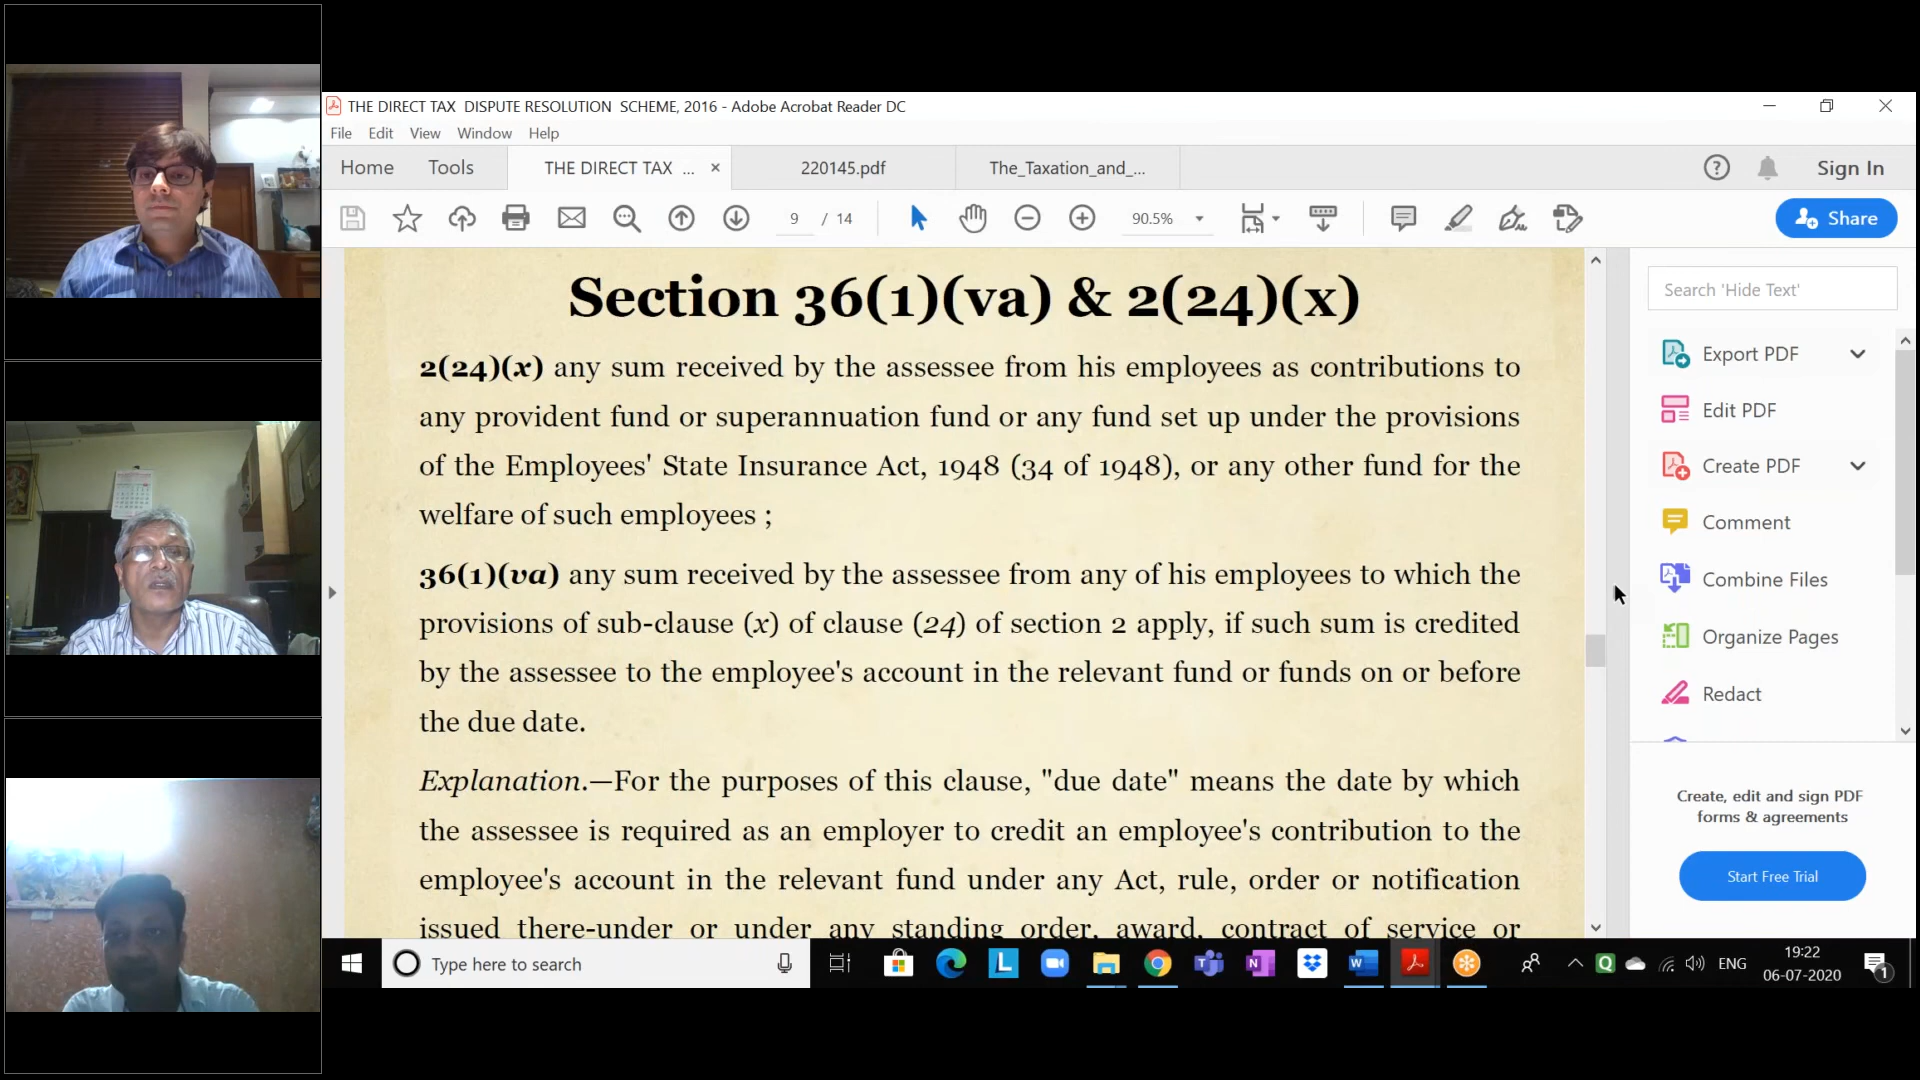 THE DIRECT TAX DISPUTE RESOLUTION SCHEME, 2016 - Adobe Acrobat Reader DC
File Edit View Window Help
Home Tools THE DIRECT TAX ... × 220145.pdf The_Taxation_and_... Sign In
9 / 14 90.5% Share
Section 36(1)(va) & 2(24)(x)
2(24)(x) any sum received by the assessee from his employees as contributions to
any provident fund or superannuation fund or any fund set up under the provisions
of the Employees' State Insurance Act, 1948 (34 of 1948), or any other fund for the
welfare of such employees ;
36(1)(va) any sum received by the assessee from any of his employees to which the
provisions of sub-clause (x) of clause (24) of section 2 apply, if such sum is credited
by the assessee to the employee's account in the relevant fund or funds on or before
the due date.
Explanation.—For the purposes of this clause, "due date" means the date by which
the assessee is required as an employer to credit an employee's contribution to the
employee's account in the relevant fund under any Act, rule, order or notification
issued there-under or under any standing order, award, contract of service or
Search 'Hide Text'
Export PDF
Edit PDF
Create PDF
Comment
Combine Files
Organize Pages
Redact
Create, edit and sign PDF
forms & agreements
Start Free Trial
Type here to search
ENG
19:22
06-07-2020
1